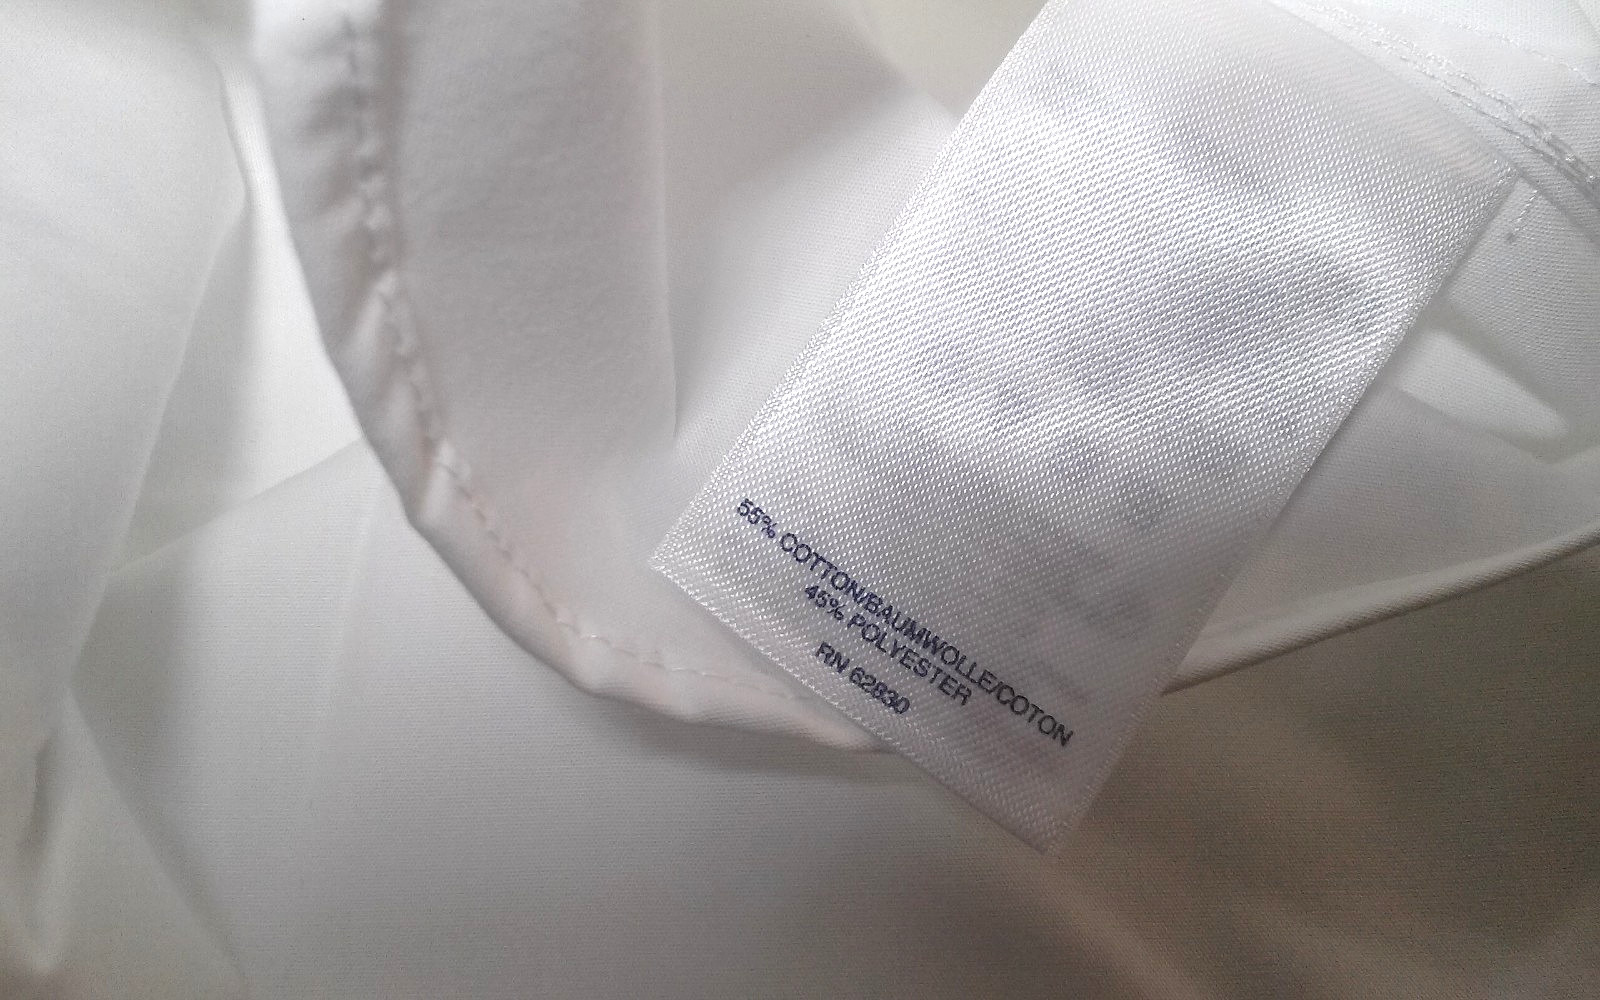 55% COTTON/BAUMWOLLE/COTON
45% POLYESTER
RN 62830